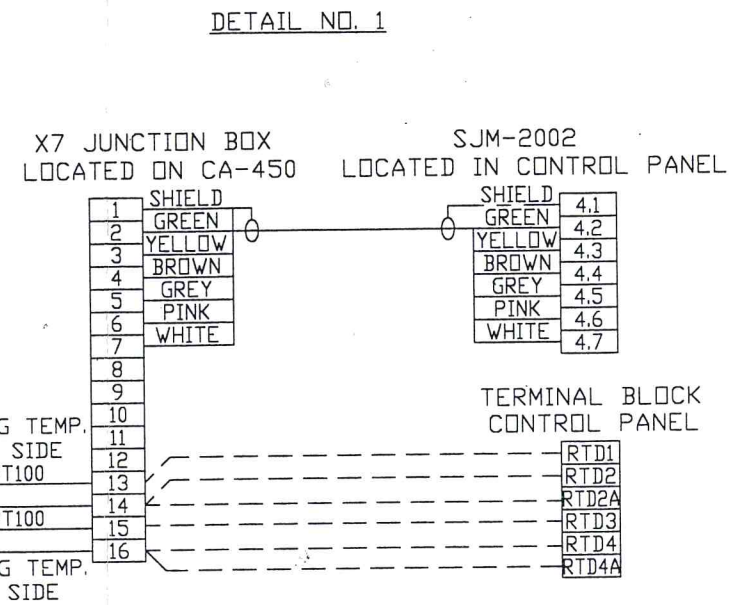 DETAIL NO. 1
X7 JUNCTION BOX
LOCATED ON CA-450
SJM-2002
LOCATED IN CONTROL PANEL
1 SHIELD
2 GREEN
3 YELLOW
4 BROWN
5 GREY
6 PINK
7 WHITE
8
9
10
11
12
13
14
15
16
SHIELD 4.1
GREEN 4.2
YELLOW 4.3
BROWN 4.4
GREY 4.5
PINK 4.6
WHITE 4.7
G TEMP.
SIDE
T100
T100
G TEMP.
SIDE
TERMINAL BLOCK
CONTROL PANEL
RTD1
RTD2
RTD2A
RTD3
RTD4
RTD4A